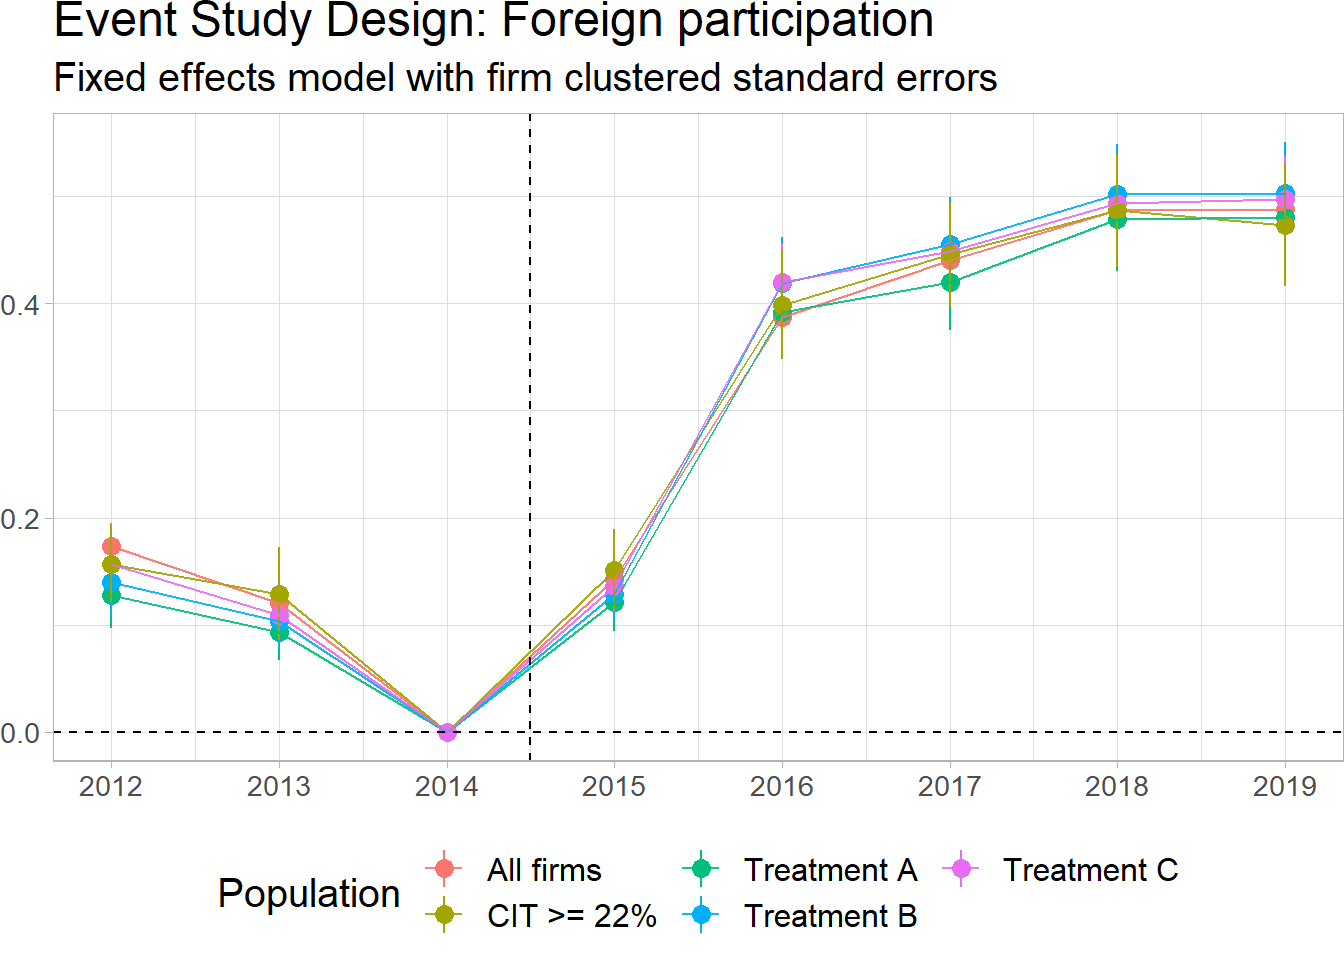 Event Study Design: Foreign participation
Fixed effects model with firm clustered standard errors
0.4
0.2
0.0
2012 2013 2014 2015 2016 2017 2018 2019
Population
All firms Treatment A Treatment C
CIT >= 22% Treatment B